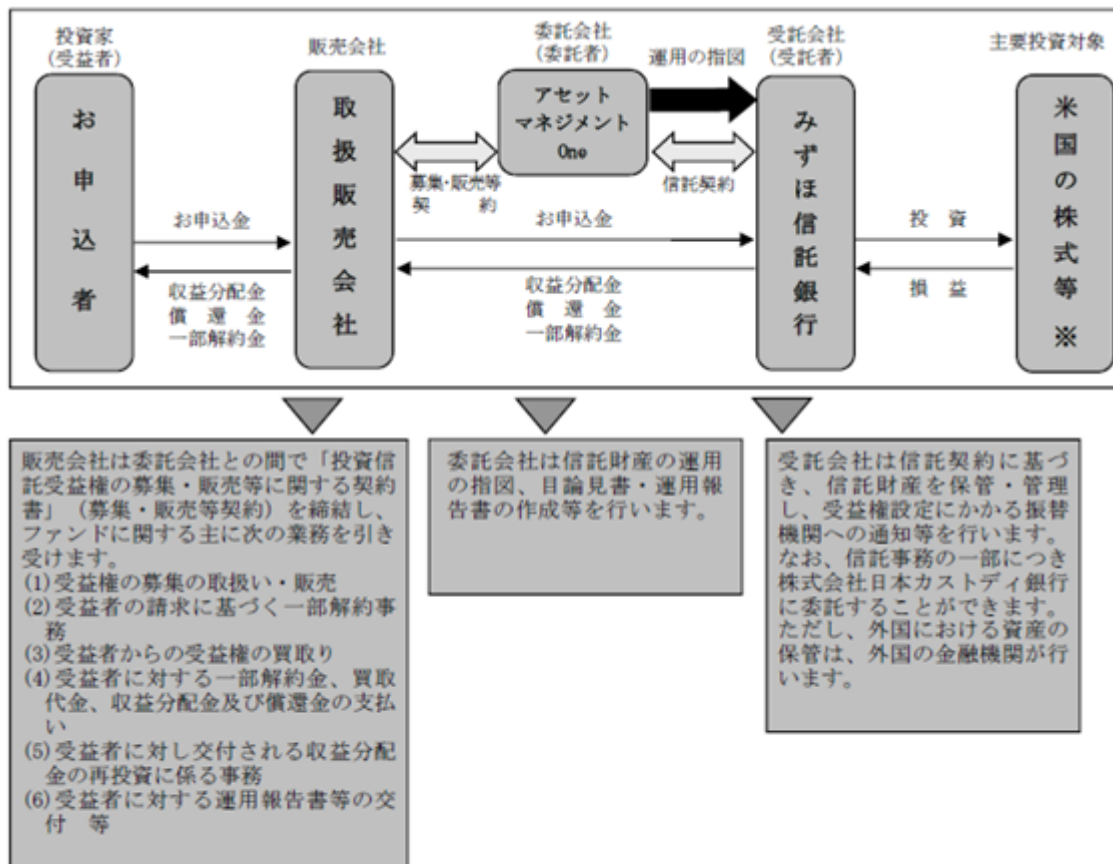 投資家
(受益者)
お申込者
販売会社
取扱販売会社
委託会社
(委託者)
アセット
マネジメント
One
運用の指図
受託会社
(受託者)
みずほ信託銀行
主要投資対象
米国の株式等※
募集・販売等
契　約
信託契約
お申込金
収益分配金
償　還　金
一部解約金
お申込金
収益分配金
償　還　金
一部解約金
投　資
損　益
販売会社は委託会社との間で「投資信
託受益権の募集・販売等に関する契約
書」（募集・販売等契約）を締結し、
ファンドに関する主に次の業務を引き
受けます。
(1)受益権の募集の取扱い・販売
(2)受益者の請求に基づく一部解約事
務
(3)受益者からの受益権の買取り
(4)受益者に対する一部解約金、買取
代金、収益分配金及び償還金の支払
い
(5)受益者に対し交付される収益分配
金の再投資に係る事務
(6)受益者に対する運用報告書等の交
付　等
委託会社は信託財産の運用
の指図、目論見書・運用報
告書の作成等を行います。
受託会社は信託契約に基づ
き、信託財産を保管・管理
し、受益権設定にかかる振替
機関への通知等を行います。
なお、信託事務の一部につき
株式会社日本カストディ銀行
に委託することができます。
ただし、外国における資産の
保管は、外国の金融機関が行
います。